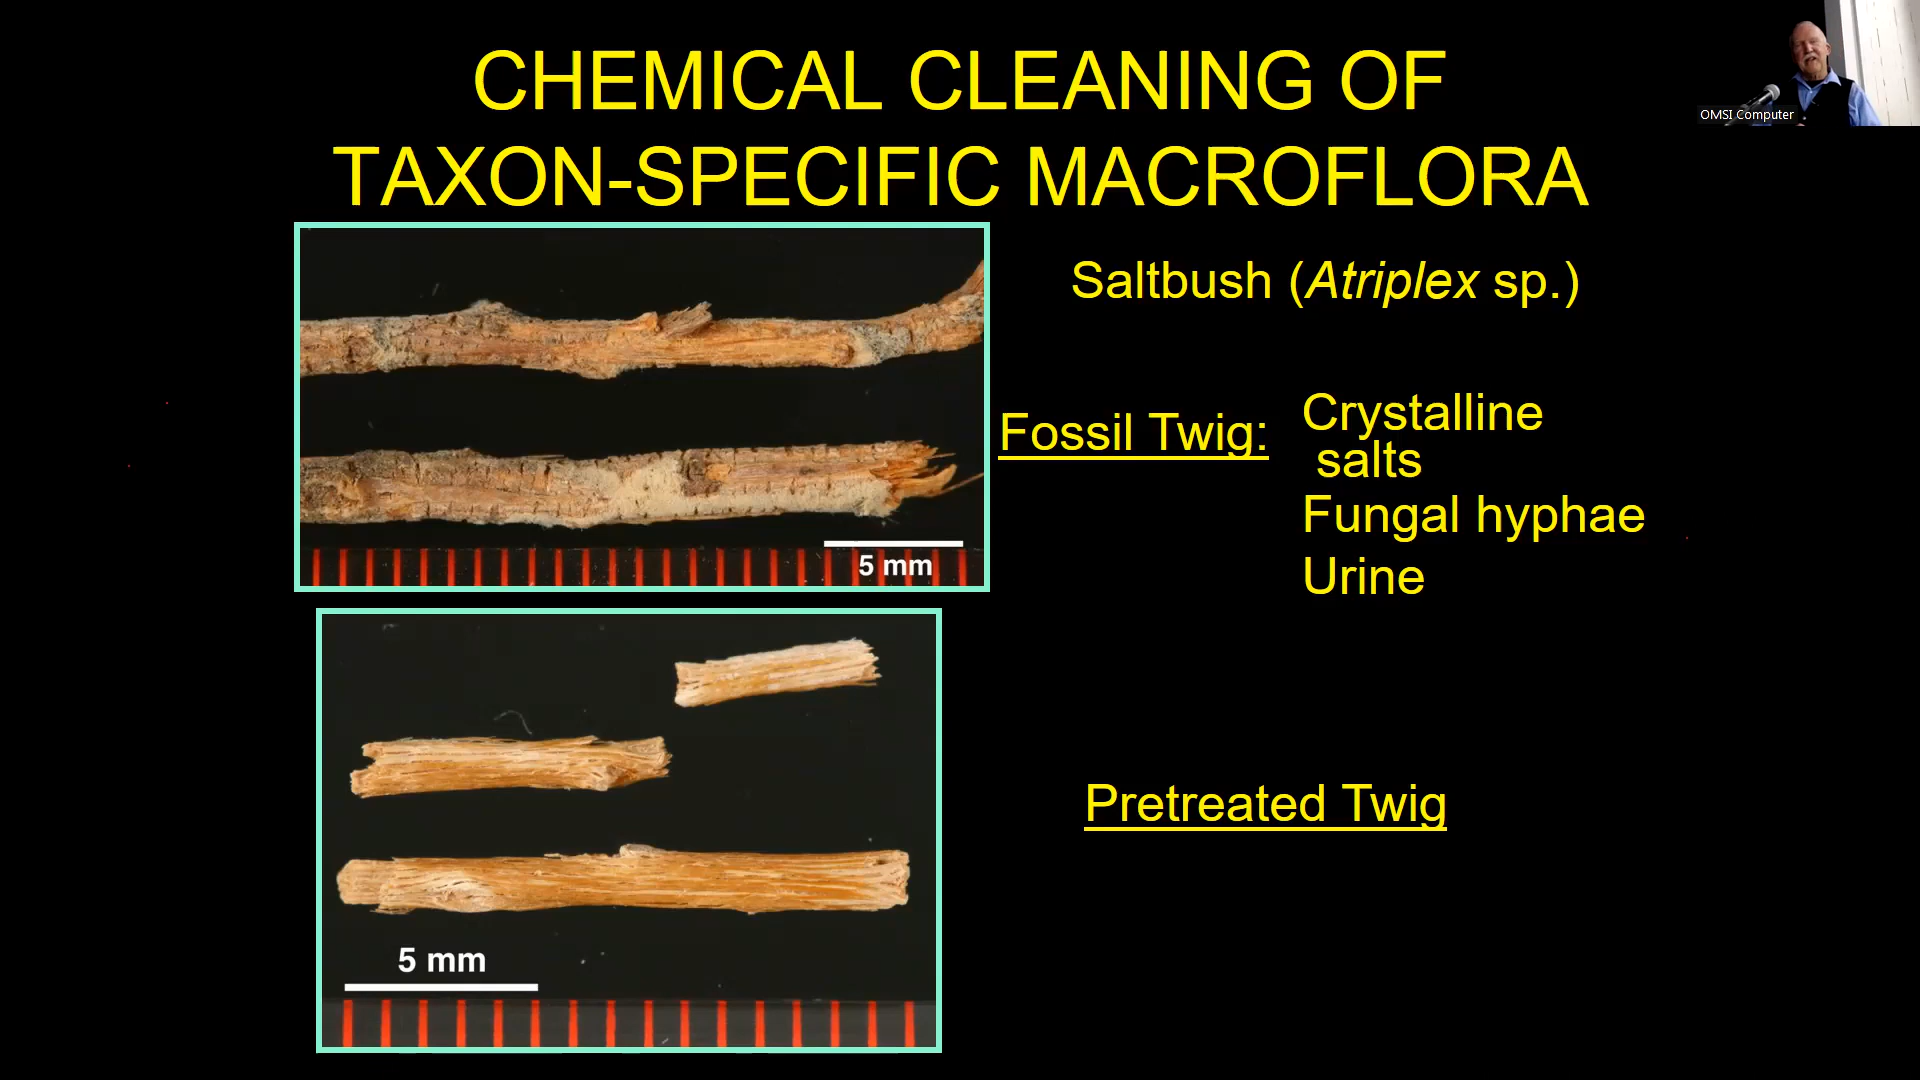 CHEMICAL CLEANING OF
TAXON-SPECIFIC MACROFLORA
OMSI Computer
Saltbush (Atriplex sp.)
Fossil Twig:
Crystalline
salts
Fungal hyphae
Urine
5 mm
Pretreated Twig
5 mm